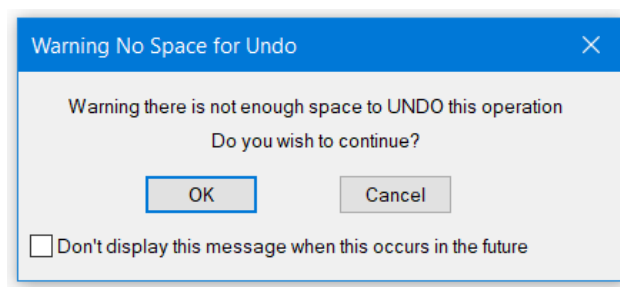 Warning No Space for Undo
Warning there is not enough space to UNDO this operation
Do you wish to continue?
OK Cancel
Don't display this message when this occurs in the future